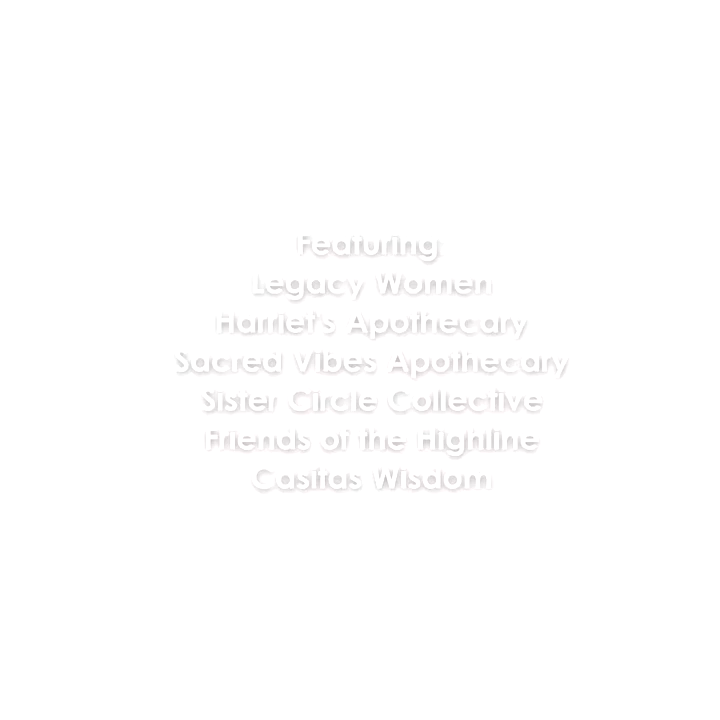 Featuring
Legacy Women
Harriet's Apothecary
Sacred Vibes Apothecary
Sister Circle Collective
Friends of the Highline
Casitas Wisdom